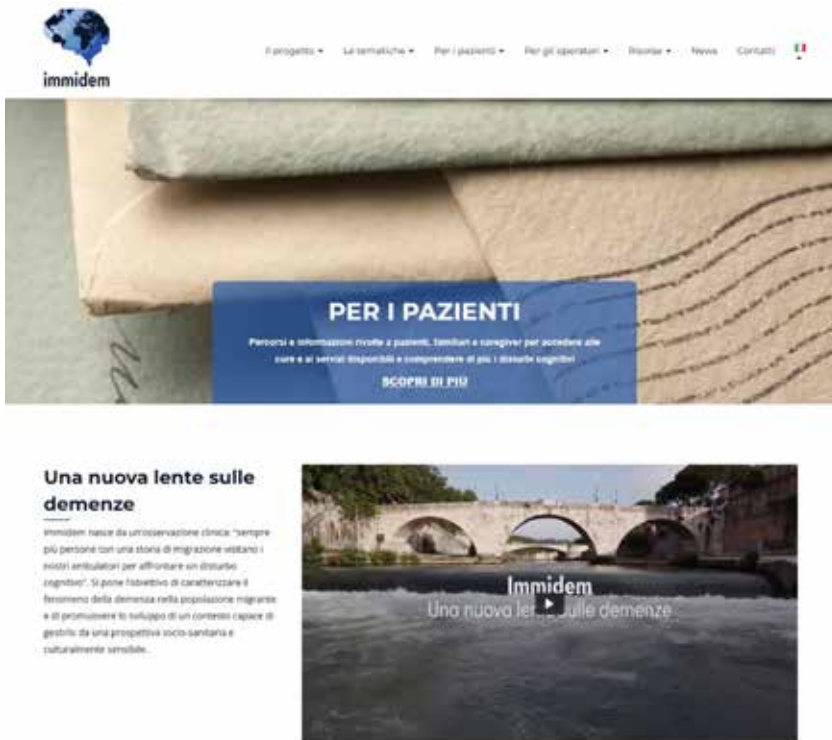 immidem
Il progetto Le tematiche Per i pazienti Per gli operatori Risorse News Contatti
PER I PAZIENTI
Percorsi e informazioni rivolte a pazienti, familiari e caregiver per accedere alle
cure e ai servizi disponibili e comprendere di più i disturbi cognitivi
SCOPRI DI PIÙ
Una nuova lente sulle
demenze
Immidem nasce da un'osservazione clinica: "sempre
più persone con una storia di migrazione visitano i
nostri ambulatori per affrontare un disturbo
cognitivo". Si pone l'obiettivo di caratterizzare il
fenomeno della demenza nella popolazione migrante
e di promuovere lo sviluppo di un contesto capace di
gestirlo da una prospettiva socio-sanitaria e
culturalmente sensibile.
Immidem
Una nuova lente sulle demenze